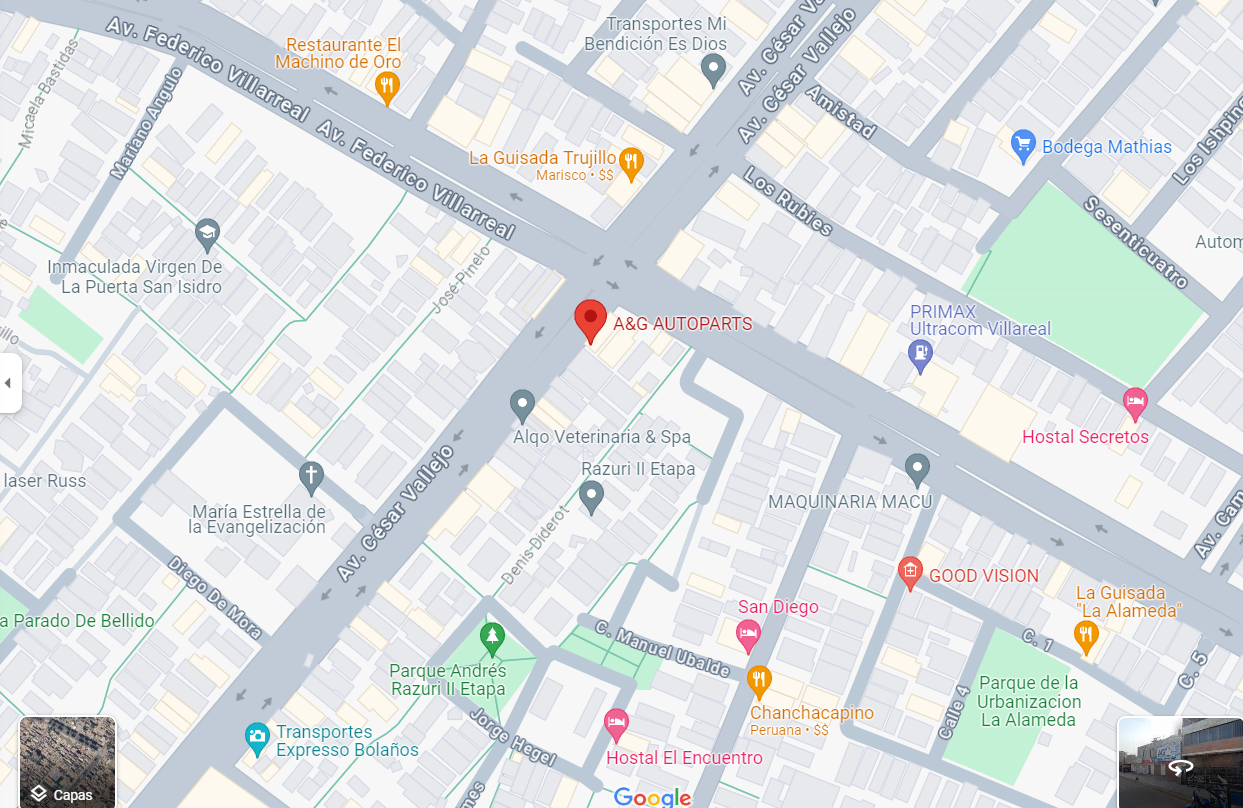 Transportes Mi
Bendición Es Dios
Av. César Va
Av. César Vallejo
Av. Federico Villarreal
Restaurante El
Machino de Oro
Micaela Bastidas
Mariano Angulo
Av. Federico Villarreal
Amistad
Bodega Mathias
Los Ishping
La Guisada Trujillo
Marisco • $$
Los Rubies
Sesenticuatro
Autom
Inmaculada Virgen De
La Puerta San Isidro
José Pinelo
A&G AUTOPARTS
PRIMAX
Ultracom Villareal
Alqo Veterinaria & Spa
Hostal Secretos
Razuri II Etapa
laser Russ
MAQUINARIA MACU
María Estrella de
la Evangelización
Av. César Vallejo
Denis Diderot
Av. Cam
Diego De Mora
GOOD VISION
La Guisada
"La Alameda"
a Parado De Bellido
San Diego
C. Manuel Ubalde
C. 1
C. 5
Parque Andrés
Razuri II Etapa
Parque de la
Urbanizacion
La Alameda
Calle 4
Chanchacapino
Peruana • $$
Jorge Hegel
Transportes
Expresso Bolaños
Hostal El Encuentro
Capas
Google